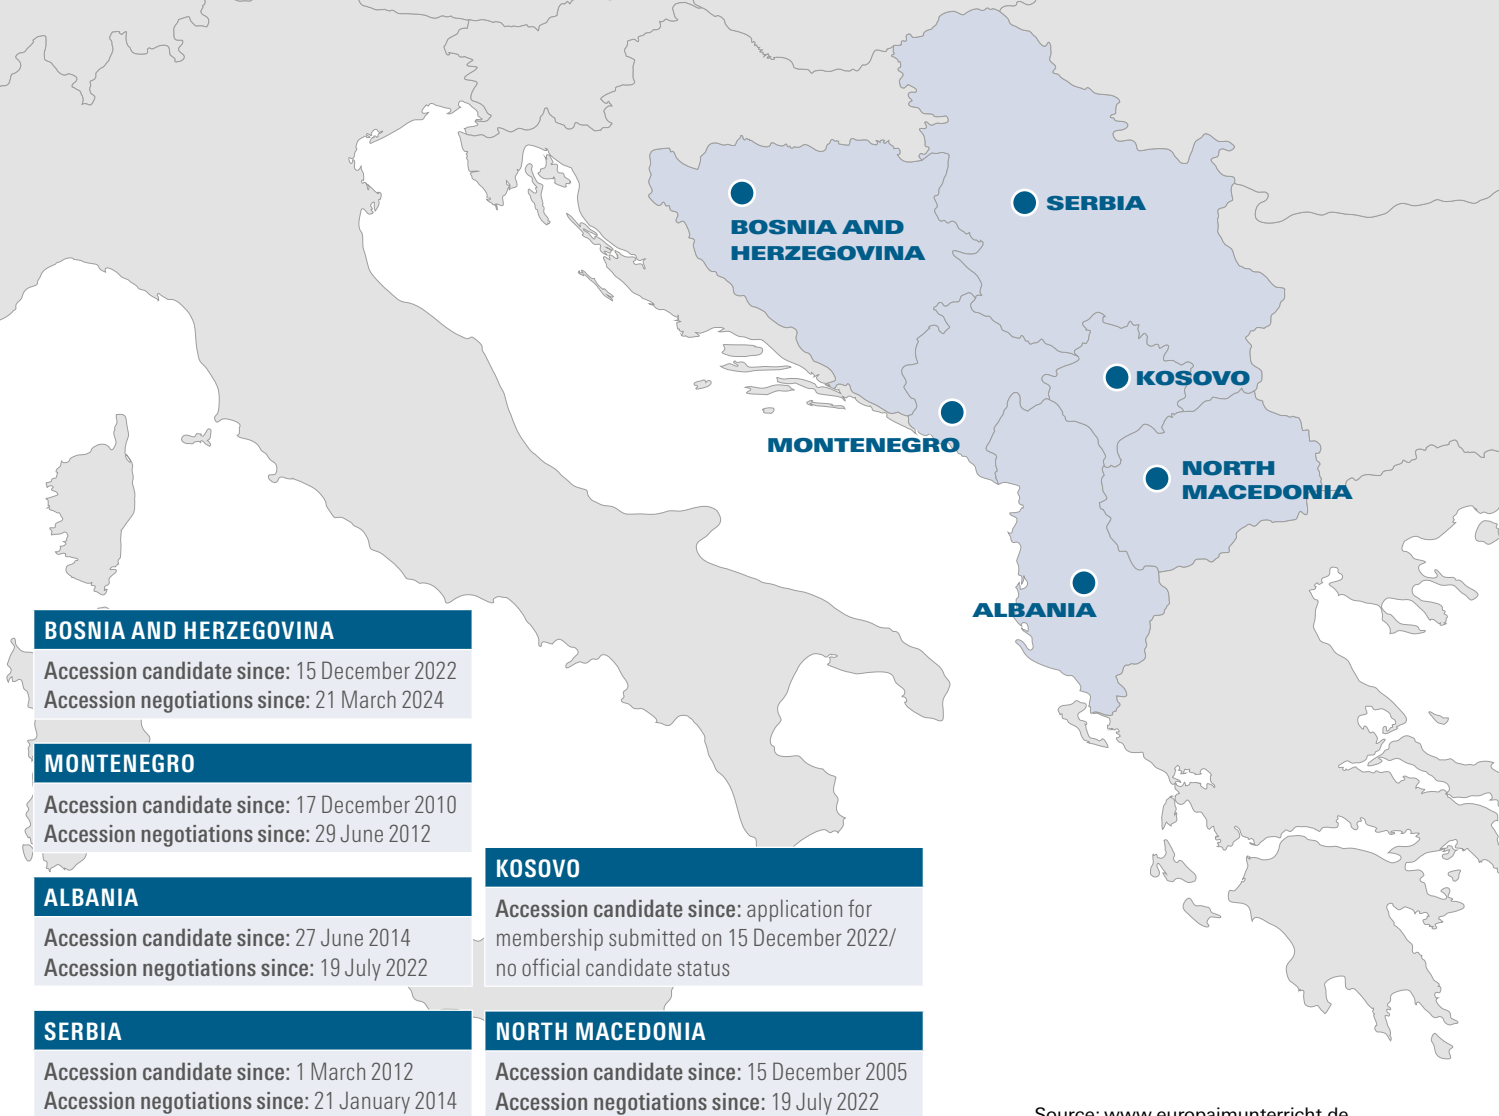 BOSNIA AND
HERZEGOVINA
SERBIA
KOSOVO
MONTENEGRO
NORTH
MACEDONIA
ALBANIA
BOSNIA AND HERZEGOVINA
Accession candidate since: 15 December 2022
Accession negotiations since: 21 March 2024
MONTENEGRO
Accession candidate since: 17 December 2010
Accession negotiations since: 29 June 2012
ALBANIA
Accession candidate since: 27 June 2014
Accession negotiations since: 19 July 2022
SERBIA
Accession candidate since: 1 March 2012
Accession negotiations since: 21 January 2014
KOSOVO
Accession candidate since: application for
membership submitted on 15 December 2022/
no official candidate status
NORTH MACEDONIA
Accession candidate since: 15 December 2005
Accession negotiations since: 19 July 2022
Source: www.europaimunterricht.de